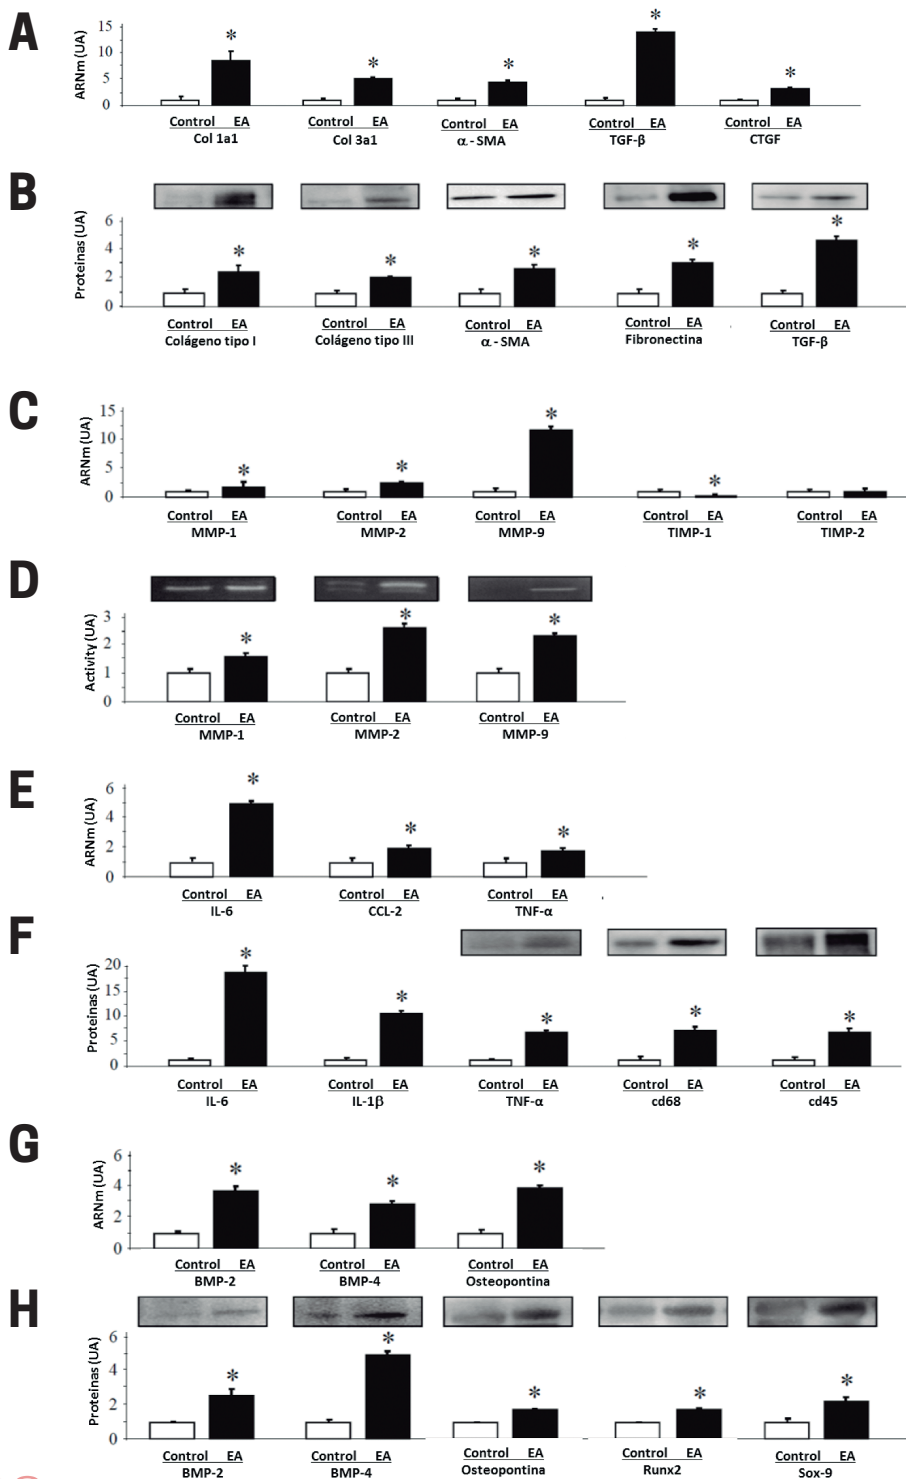 A
ARNm (UA)
15
10
5
0
* * * * *
Control EA Control EA Control EA Control EA Control EA
Col 1a1 Col 3a1 α - SMA TGF-β CTGF
B
Proteinas (UA)
6
4
2
0
* * * * *
Control EA Control EA Control EA Control EA Control EA
Colágeno tipo I Colágeno tipo III α - SMA Fibronectina TGF-β
C
ARNm (UA)
15
10
5
0
* * * *
Control EA Control EA Control EA Control EA Control EA
MMP-1 MMP-2 MMP-9 TIMP-1 TIMP-2
D
Activity (UA)
3
2
1
0
* * *
Control EA Control EA Control EA
MMP-1 MMP-2 MMP-9
E
ARNm (UA)
6
4
2
0
* * *
Control EA Control EA Control EA
IL-6 CCL-2 TNF-α
F
Proteinas (UA)
20
15
10
5
0
* * * * *
Control EA Control EA Control EA Control EA Control EA
IL-6 IL-1β TNF-α cd68 cd45
G
ARNm (UA)
6
4
2
0
* * *
Control EA Control EA Control EA
BMP-2 BMP-4 Osteopontina
H
Proteinas (UA)
6
4
2
0
* * * * *
Control EA Control EA Control EA Control EA Control EA
BMP-2 BMP-4 Osteopontina Runx2 Sox-9